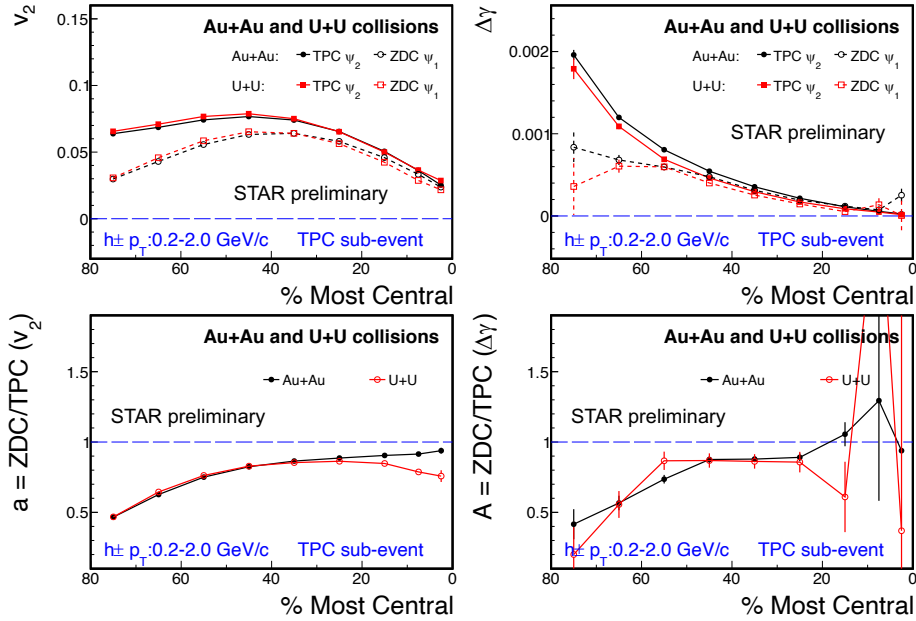 v₂
0.15
0.1
0.05
0
Au+Au and U+U collisions
Au+Au: TPC ψ₂ ZDC ψ₁
U+U: TPC ψ₂ ZDC ψ₁
STAR preliminary
h± p_T:0.2-2.0 GeV/c TPC sub-event
80 60 40 20 0
% Most Central
Δγ
0.002
0.001
0
Au+Au and U+U collisions
Au+Au: TPC ψ₂ ZDC ψ₁
U+U: TPC ψ₂ ZDC ψ₁
STAR preliminary
h± p_T:0.2-2.0 GeV/c TPC sub-event
80 60 40 20 0
% Most Central
a = ZDC/TPC (v₂)
1.5
1
0.5
Au+Au and U+U collisions
Au+Au U+U
STAR preliminary
h± p_T:0.2-2.0 GeV/c TPC sub-event
80 60 40 20 0
% Most Central
A = ZDC/TPC (Δγ)
1.5
1
0.5
Au+Au and U+U collisions
Au+Au U+U
STAR preliminary
h± p_T:0.2-2.0 GeV/c TPC sub-event
80 60 40 20 0
% Most Central